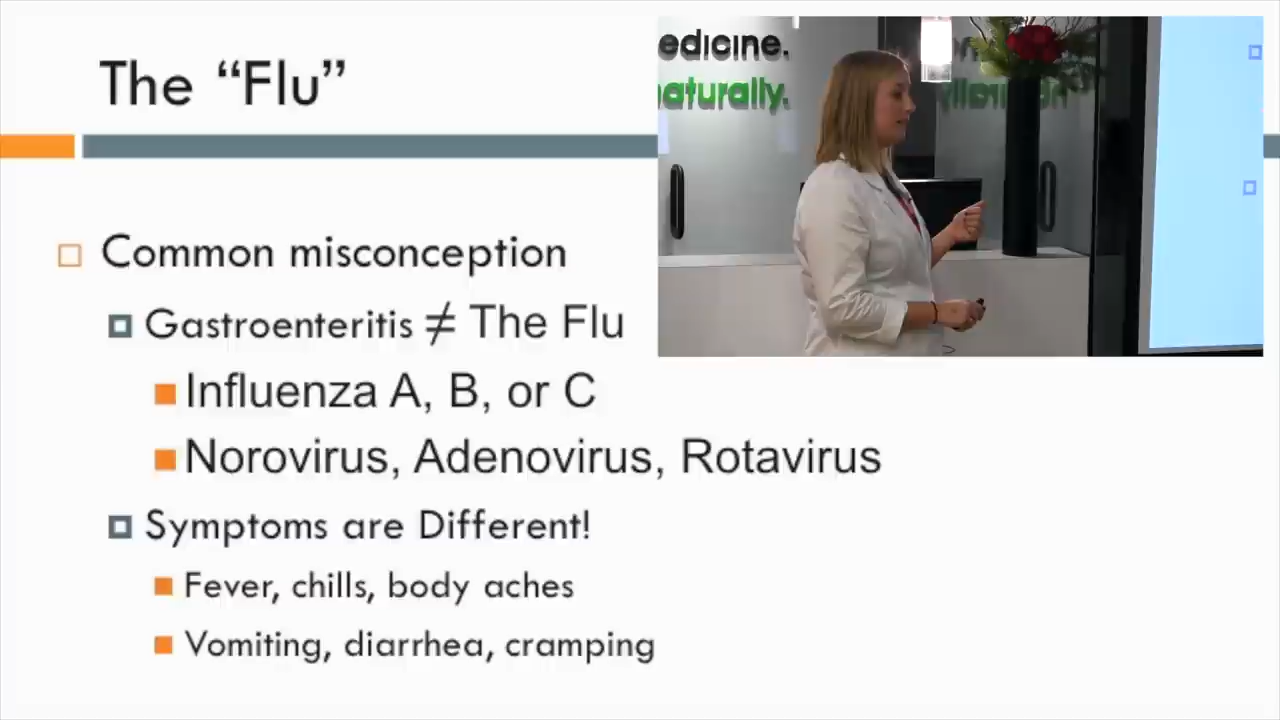 The “Flu”
edicine.
aturally.
Common misconception
Gastroenteritis ≠ The Flu
Influenza A, B, or C
Norovirus, Adenovirus, Rotavirus
Symptoms are Different!
Fever, chills, body aches
Vomiting, diarrhea, cramping